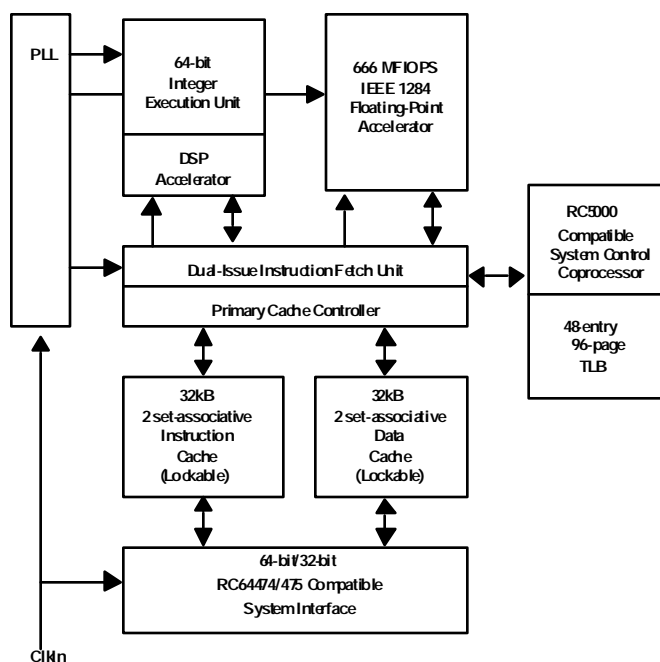 PLL
64-bit
Integer
Execution Unit
DSP
Accelerator
666 MFlOPS
IEEE 1284
Floating-Point
Accelerator
RC5000
Compatible
System Control
Coprocessor
48-entry
96-page
TLB
Dual-Issue Instruction Fetch Unit
Primary Cache Controller
32kB
2 set-associative
Instruction
Cache
(Lockable)
32kB
2 set-associative
Data
Cache
(Lockable)
64-bit/32-bit
RC64474/475 Compatible
System Interface
ClkIn